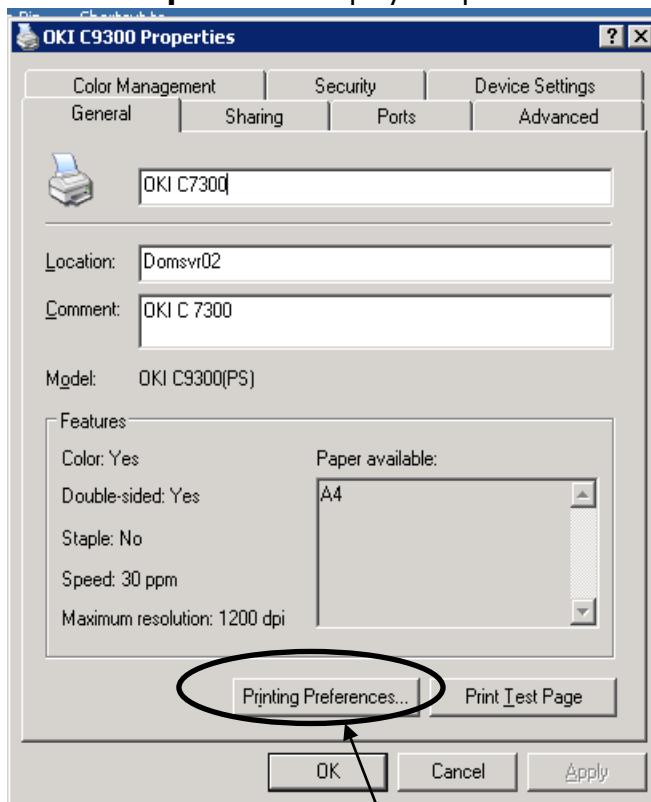 OKI C9300 Properties
Color Management Security Device Settings
General Sharing Ports Advanced
OKI C7300
Location: Domsvr02
Comment: OKI C 7300
Model: OKI C9300(PS)
Features
Color: Yes Paper available:
Double-sided: Yes A4
Staple: No
Speed: 30 ppm
Maximum resolution: 1200 dpi
Printing Preferences... Print Test Page
OK Cancel Apply